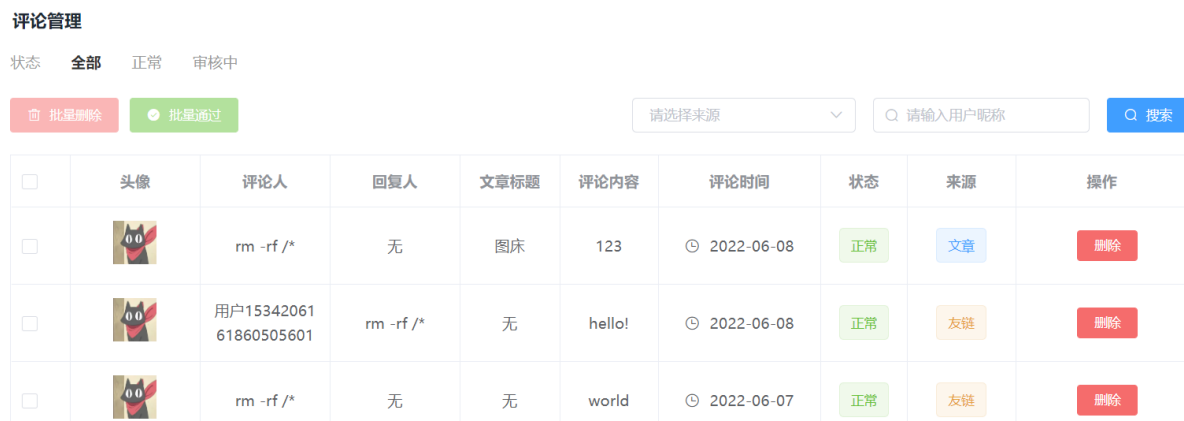 评论管理
状态 全部 正常 审核中
批量删除 批量通过 请选择来源 请输入用户昵称 搜索
头像 评论人 回复人 文章标题 评论内容 评论时间 状态 来源 操作
rm -rf /* 无 图床 123 2022-06-08 正常 文章 删除
用户15342061
61860505601 rm -rf /* 无 hello! 2022-06-08 正常 友链 删除
rm -rf /* 无 无 world 2022-06-07 正常 友链 删除